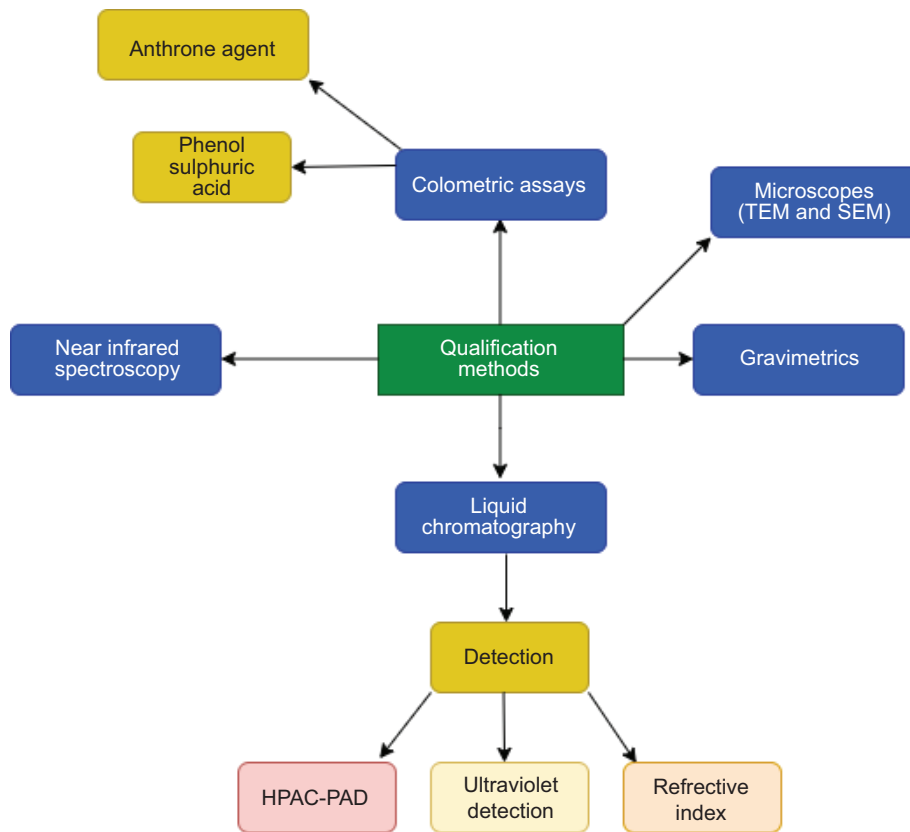 Anthrone agent
Phenol
sulphuric
acid
Colometric assays
Microscopes
(TEM and SEM)
Near infrared
spectroscopy
Qualification
methods
Gravimetrics
Liquid
chromatography
Detection
HPAC-PAD
Ultraviolet
detection
Refrective
index